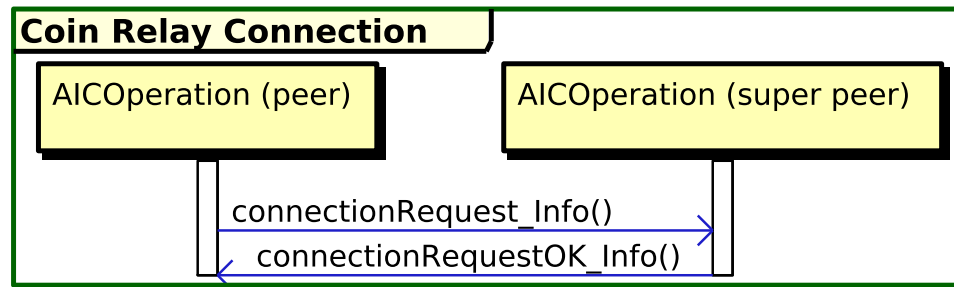 Coin Relay Connection
AICOperation (peer)
AICOperation (super peer)
connectionRequest_Info()
connectionRequestOK_Info()